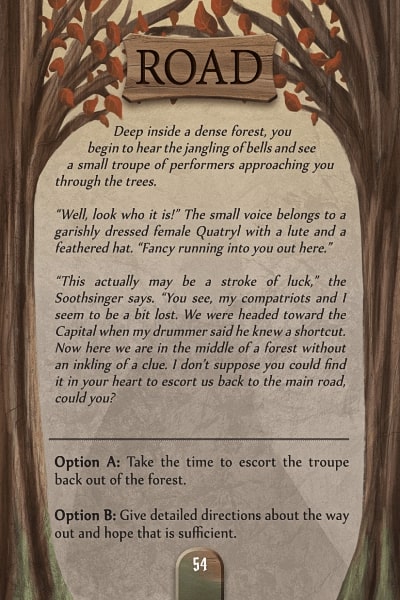 ROAD
Deep inside a dense forest, you
begin to hear the jangling of bells and see
a small troupe of performers approaching you
through the trees.
“Well, look who it is!” The small voice belongs to a
garishly dressed female Quatryl with a lute and a
feathered hat. “Fancy running into you out here.”
“This actually may be a stroke of luck,” the
Soothsinger says. “You see, my compatriots and I
seem to be a bit lost. We were headed toward the
Capital when my drummer said he knew a shortcut.
Now here we are in the middle of a forest without
an inkling of a clue. I don’t suppose you could find
it in your heart to escort us back to the main road,
could you?
Option A: Take the time to escort the troupe
back out of the forest.
Option B: Give detailed directions about the way
out and hope that is sufficient.
54